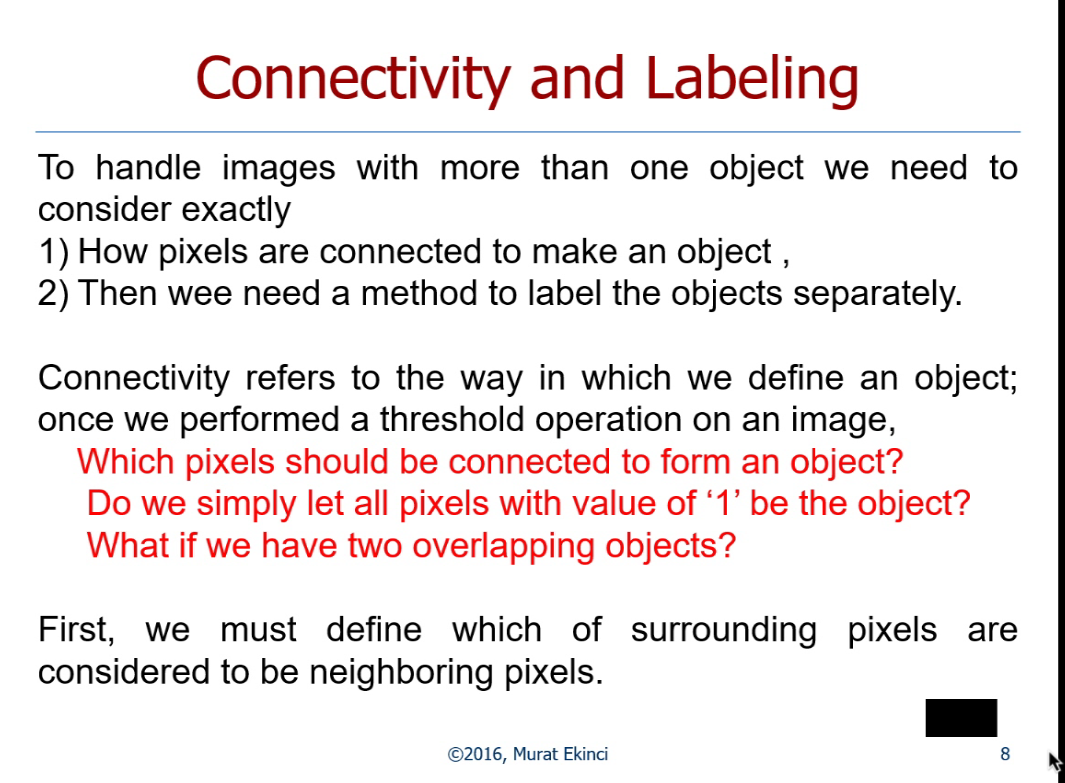 Connectivity and Labeling
To handle images with more than one object we need to
consider exactly
1) How pixels are connected to make an object ,
2) Then wee need a method to label the objects separately.
Connectivity refers to the way in which we define an object;
once we performed a threshold operation on an image,
Which pixels should be connected to form an object?
Do we simply let all pixels with value of ‘1’ be the object?
What if we have two overlapping objects?
First, we must define which of surrounding pixels are
considered to be neighboring pixels.
©2016, Murat Ekinci
8